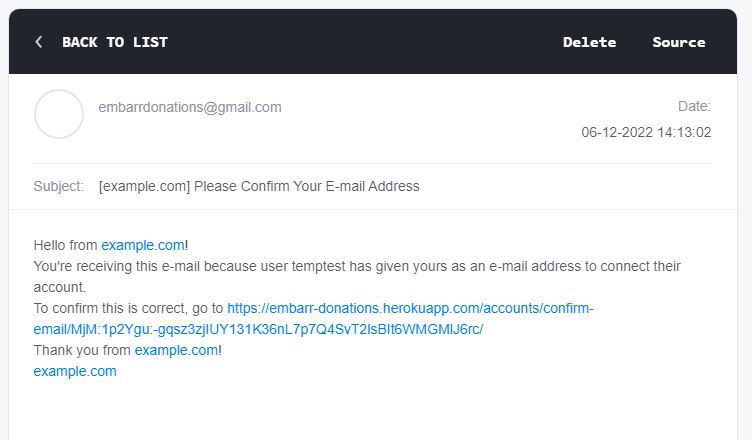 BACK TO LIST Delete Source
embarrdonations@gmail.com Date:
06-12-2022 14:13:02
Subject: [example.com] Please Confirm Your E-mail Address
Hello from example.com!
You're receiving this e-mail because user temptest has given yours as an e-mail address to connect their
account.
To confirm this is correct, go to https://embarr-donations.herokuapp.com/accounts/confirm-
email/MjM:1p2Ygu:-gqsz3zjIUY131K36nL7p7Q4SvT2lsBIt6WMGMlJ6rc/
Thank you from example.com!
example.com